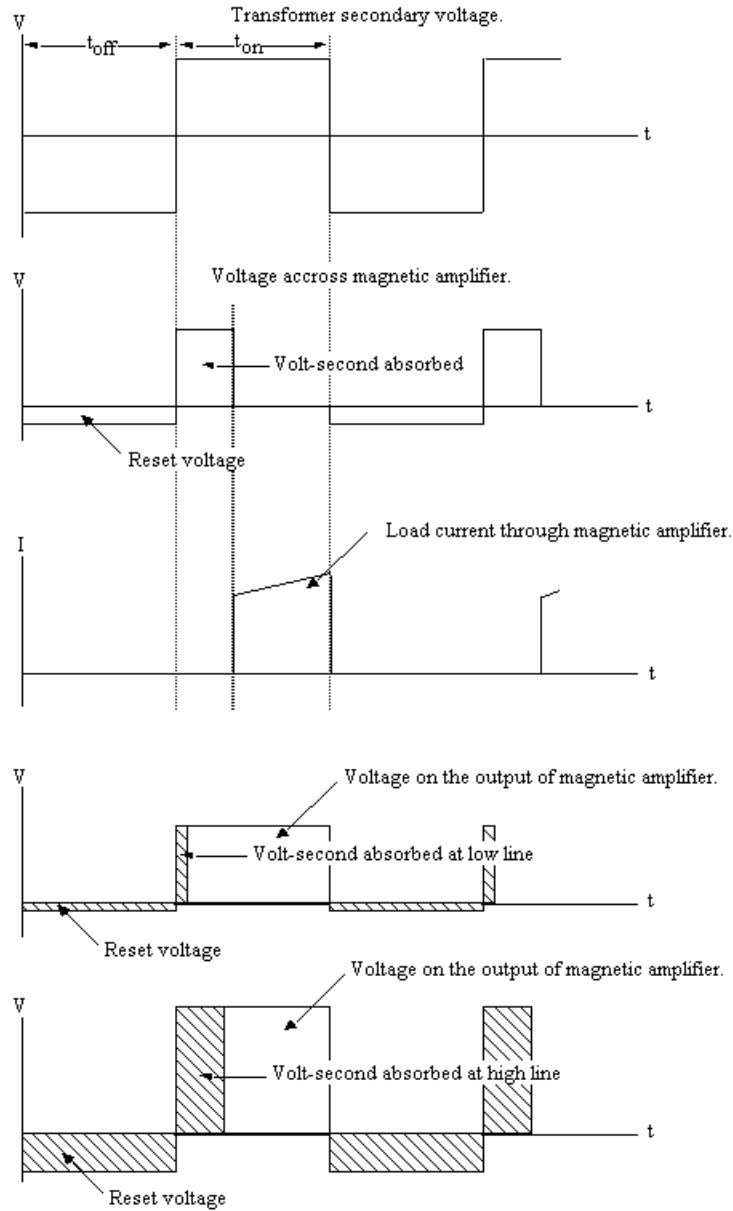 Transformer secondary voltage.
V
toff
ton
t
Voltage accross magnetic amplifier.
V
Volt-second absorbed
t
Reset voltage
Load current through magnetic amplifier.
I
t
Voltage on the output of magnetic amplifier.
V
Volt-second absorbed at low line
t
Reset voltage
Voltage on the output of magnetic amplifier.
V
Volt-second absorbed at high line
t
Reset voltage